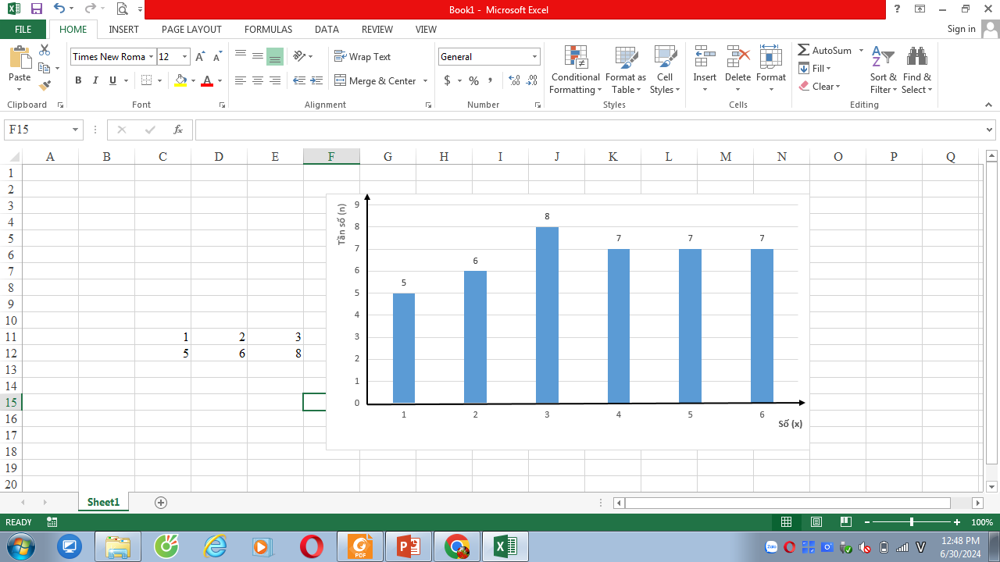 Book1 - Microsoft Excel
?
FILE HOME INSERT PAGE LAYOUT FORMULAS DATA REVIEW VIEW Sign in
Times New Roma 12 Wrap Text General AutoSum
Paste Conditional Format as Cell Insert Delete Format Fill Sort & Find &
B I U A Merge & Center $ % , Formatting Table Styles Clear Filter Select
Clipboard Font Alignment Number Styles Cells Editing
F15 fx
A B C D E F G H I J K L M N O P Q
1
2
3
4
5
6
7
8
9
10
11 1 2 3
12 5 6 8
13
14
15
16
17
18
19
20
Tần số (n)
9
8
7
6
5
4
3
2
1
0
5 6 8 7 7 7
1 2 3 4 5 6
Số (x)
Sheet1
READY 100%
PDF Zalo V 12:48 PM
6/30/2024